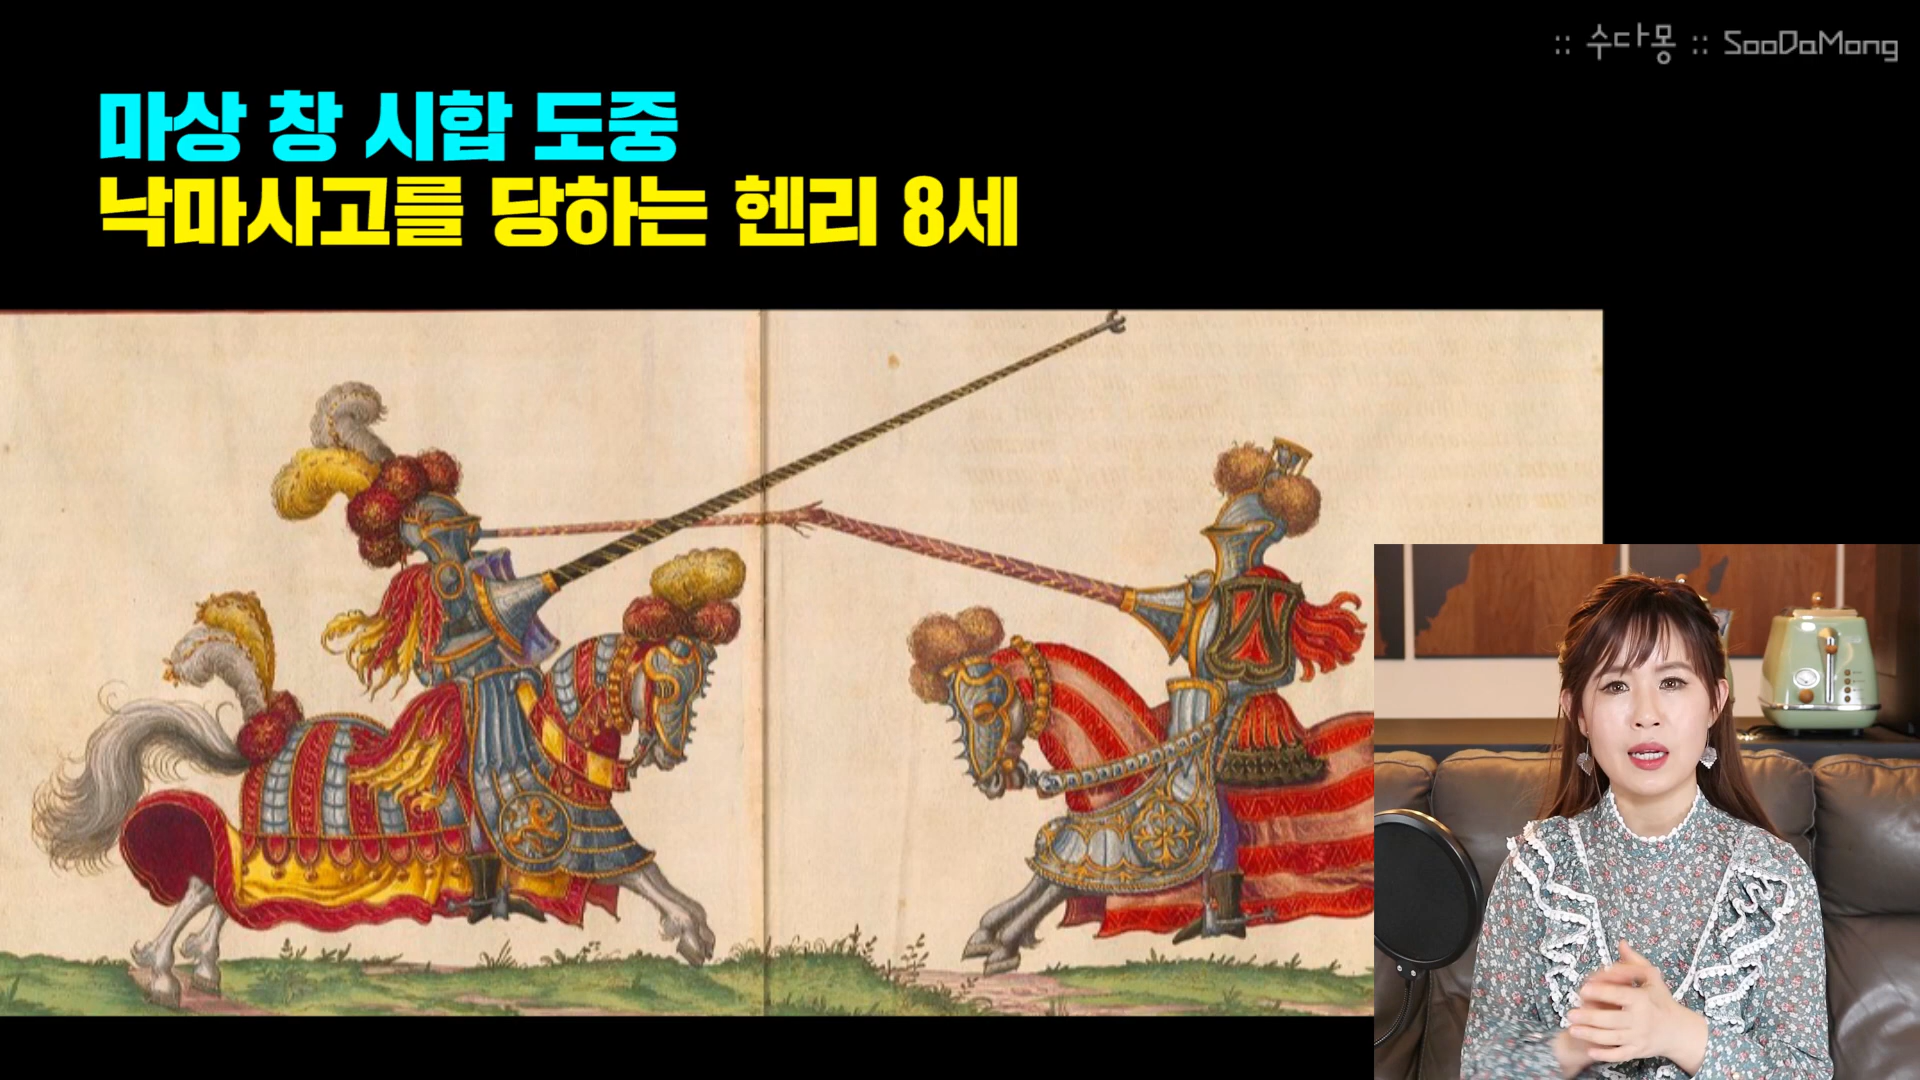 :: 수다몽 :: SooDaMong
마상 창 시합 도중
낙마사고를 당하는 헨리 8세